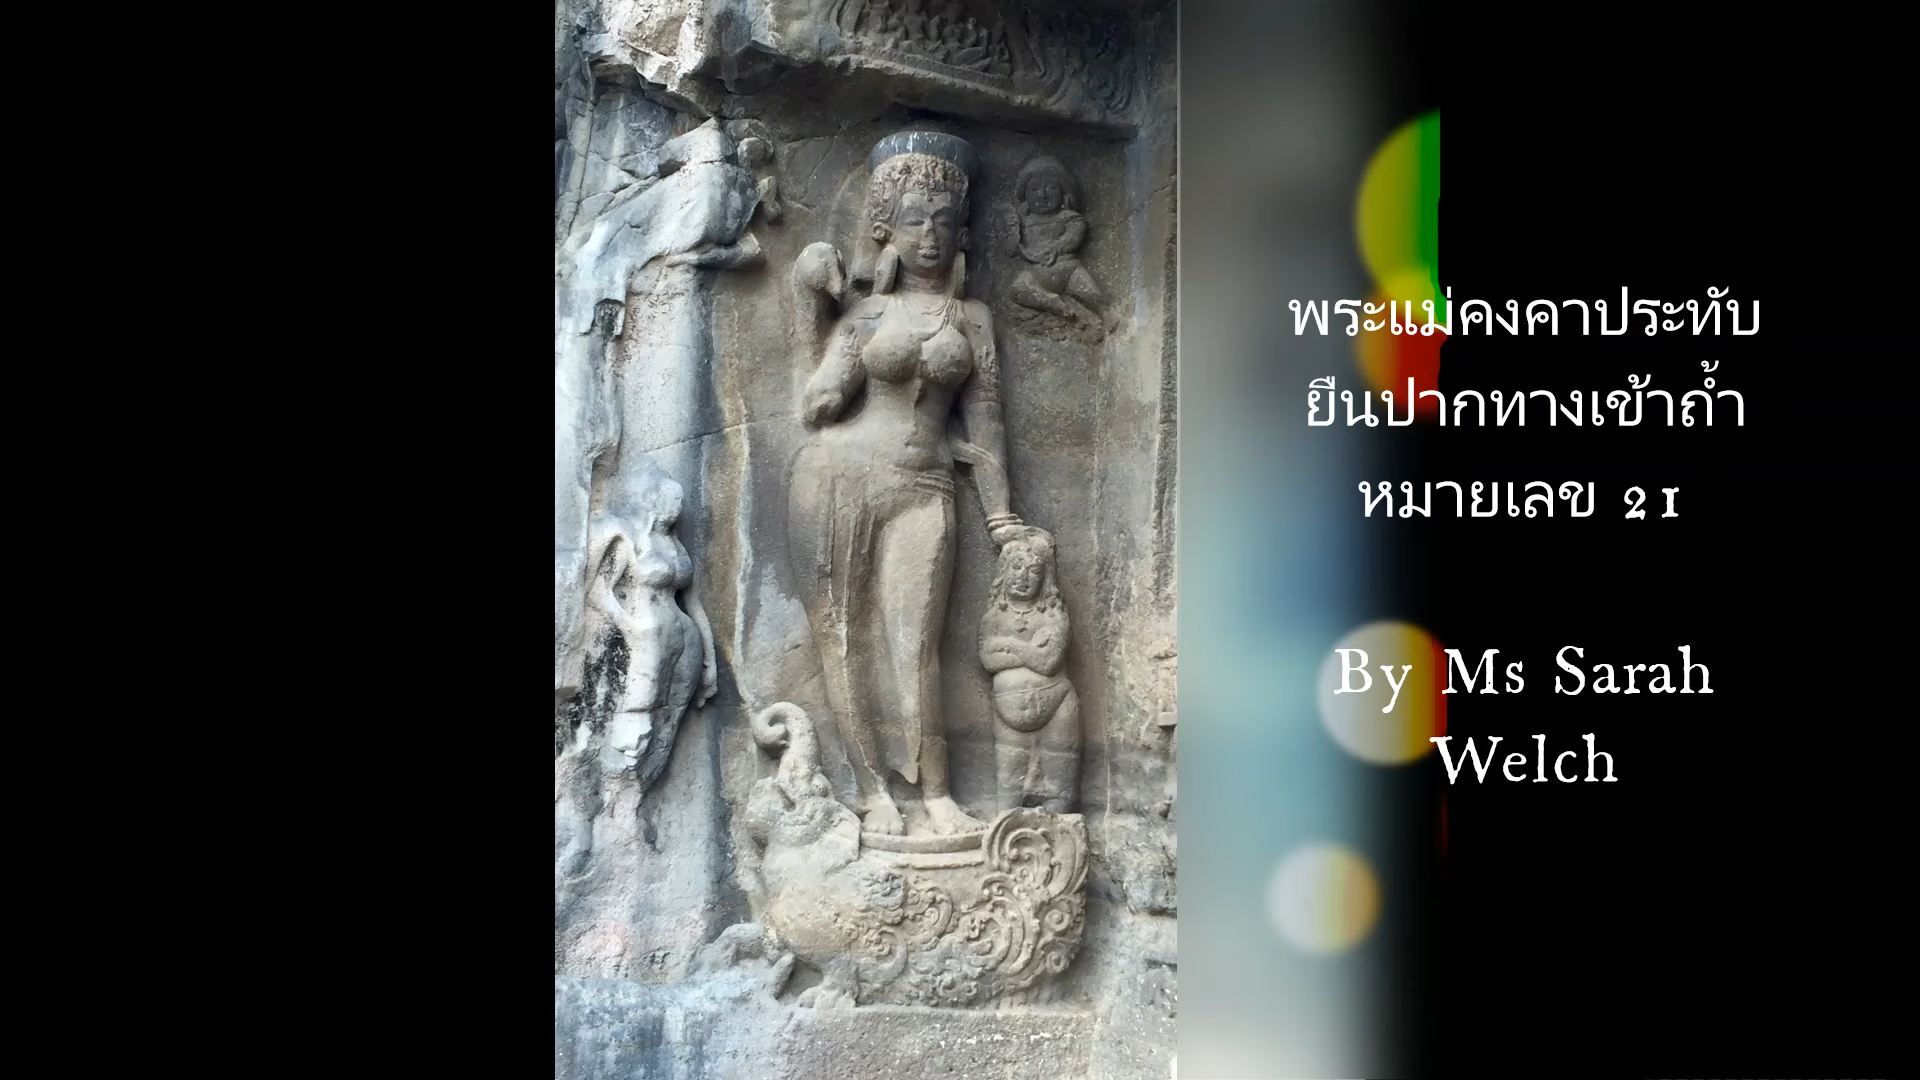 พระแม่คงคาประทับ
ยืนปากทางเข้าถ้ำ
หมายเลข 21
By Ms Sarah
Welch